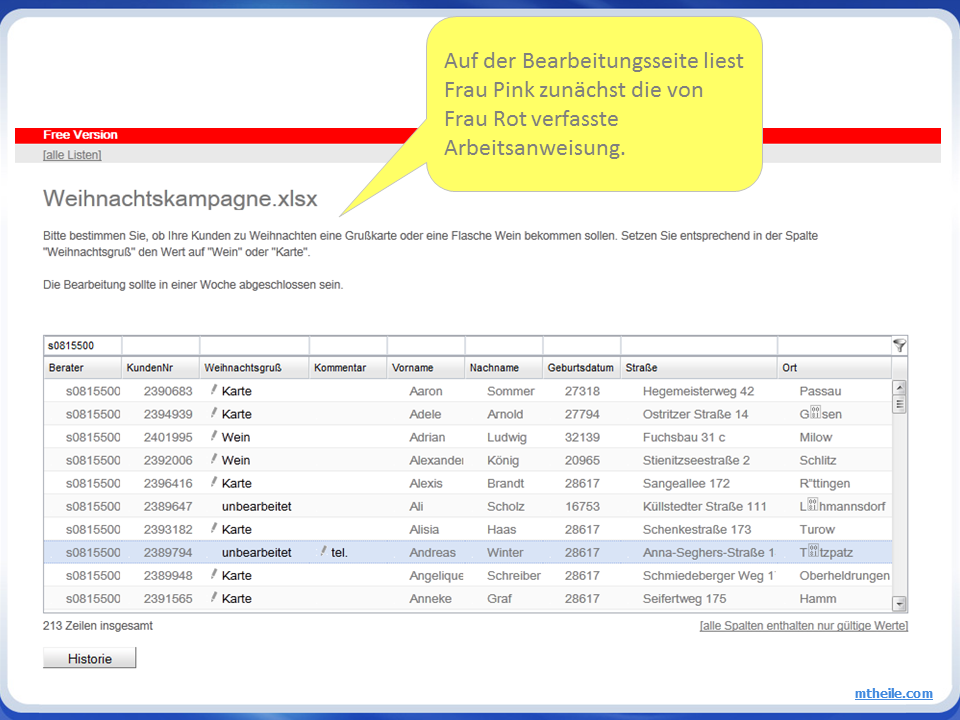 Auf der Bearbeitungsseite liest
Frau Pink zunächst die von
Frau Rot verfasste
Arbeitsanweisung.
Free Version
[alle Listen]
Weihnachtskampagne.xlsx
Bitte bestimmen Sie, ob Ihre Kunden zu Weihnachten eine Grußkarte oder eine Flasche Wein bekommen sollen. Setzen Sie entsprechend in der Spalte
"Weihnachtsgruß" den Wert auf "Wein" oder "Karte".
Die Bearbeitung sollte in einer Woche abgeschlossen sein.
s0815500
Berater KundenNr Weihnachtsgruß Kommentar Vorname Nachname Geburtsdatum Straße Ort
s0815500 2390683 Karte Aaron Sommer 27318 Hegemeisterweg 42 Passau
s0815500 2394939 Karte Adele Arnold 27794 Ostritzer Straße 14 G sen
s0815500 2401995 Wein Adrian Ludwig 32139 Fuchsbau 31 c Milow
s0815500 2392006 Wein Alexander König 20965 Stienitzseestraße 2 Schlitz
s0815500 2396416 Karte Alexis Brandt 28617 Sangeallee 172 R"ttingen
s0815500 2389647 unbearbeitet Ali Scholz 16753 Küllstedter Straße 111 L hmannsdorf
s0815500 2393182 Karte Alisia Haas 28617 Schenkestraße 173 Turow
s0815500 2389794 unbearbeitet tel. Andreas Winter 28617 Anna-Seghers-Straße 1 T tzpatz
s0815500 2389948 Karte Angelique Schreiber 28617 Schmiedeberger Weg 1 Oberheldrungen
s0815500 2391565 Karte Anneke Graf 28617 Seifertweg 175 Hamm
213 Zeilen insgesamt [alle Spalten enthalten nur gültige Werte]
Historie
mtheile.com